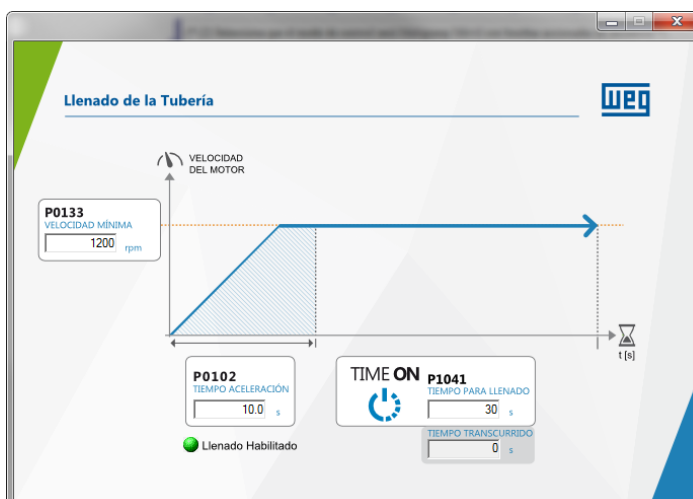 Llenado de la Tubería
WEG
VELOCIDAD
DEL MOTOR
P0133
VELOCIDAD MÍNIMA
1200 rpm
t [s]
P0102
TIEMPO ACELERACIÓN
10.0 s
TIME ON
P1041
TIEMPO PARA LLENADO
30 s
TIEMPO TRANSCURRIDO
0 s
Llenado Habilitado